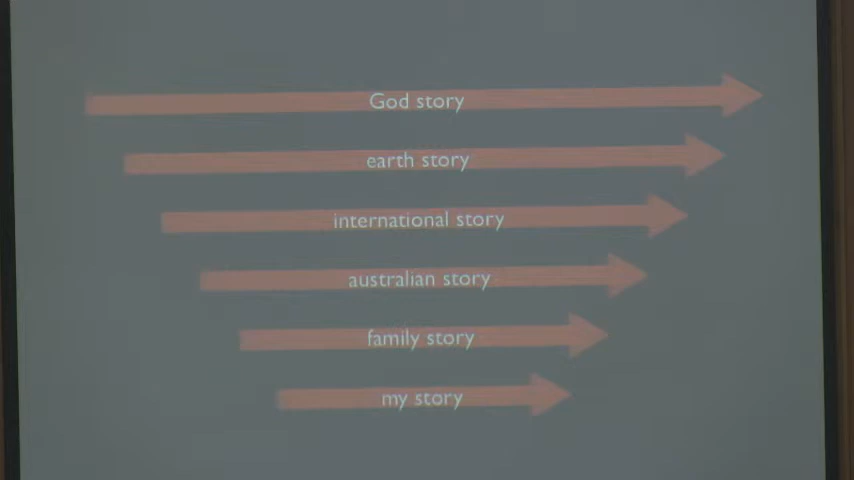 God story
earth story
international story
australian story
family story
my story